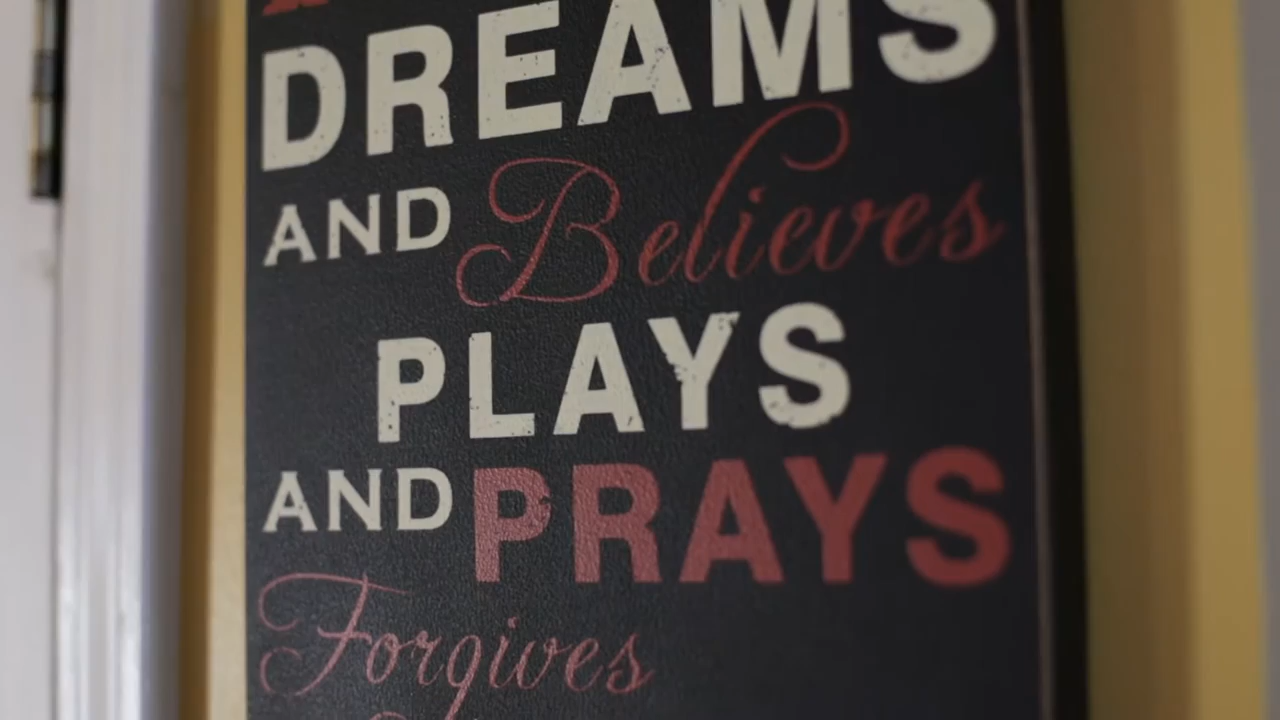 DREAMS
AND Believes
PLAYS
AND PRAYS
Forgives